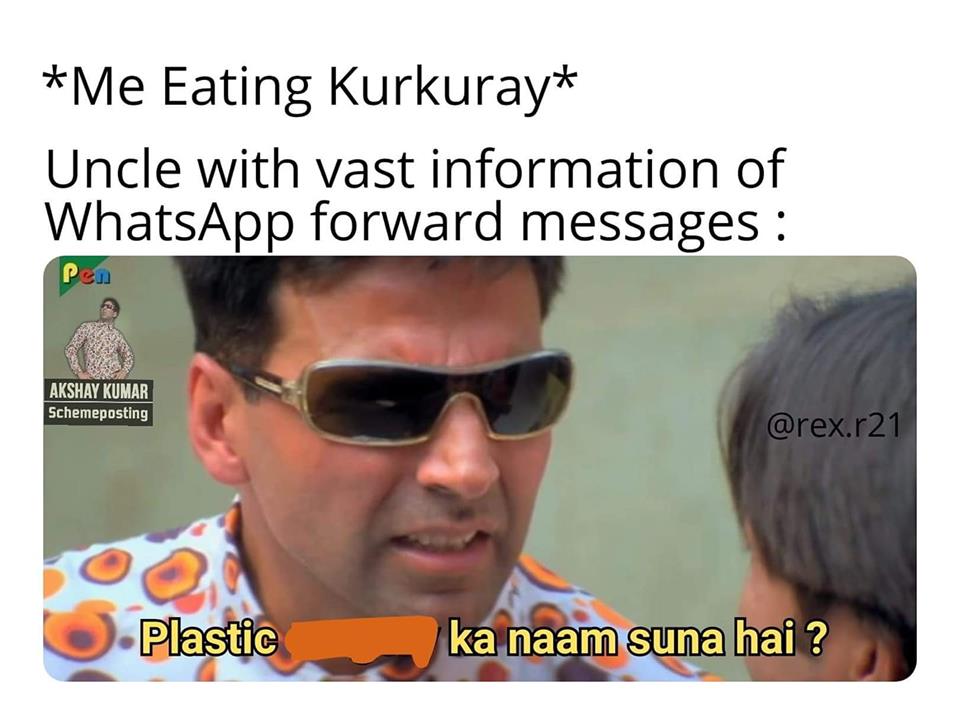 *Me Eating Kurkuray*
Uncle with vast information of
WhatsApp forward messages :
Pen
AKSHAY KUMAR
Schemeposting
@rex.r21
Plastic ka naam suna hai ?